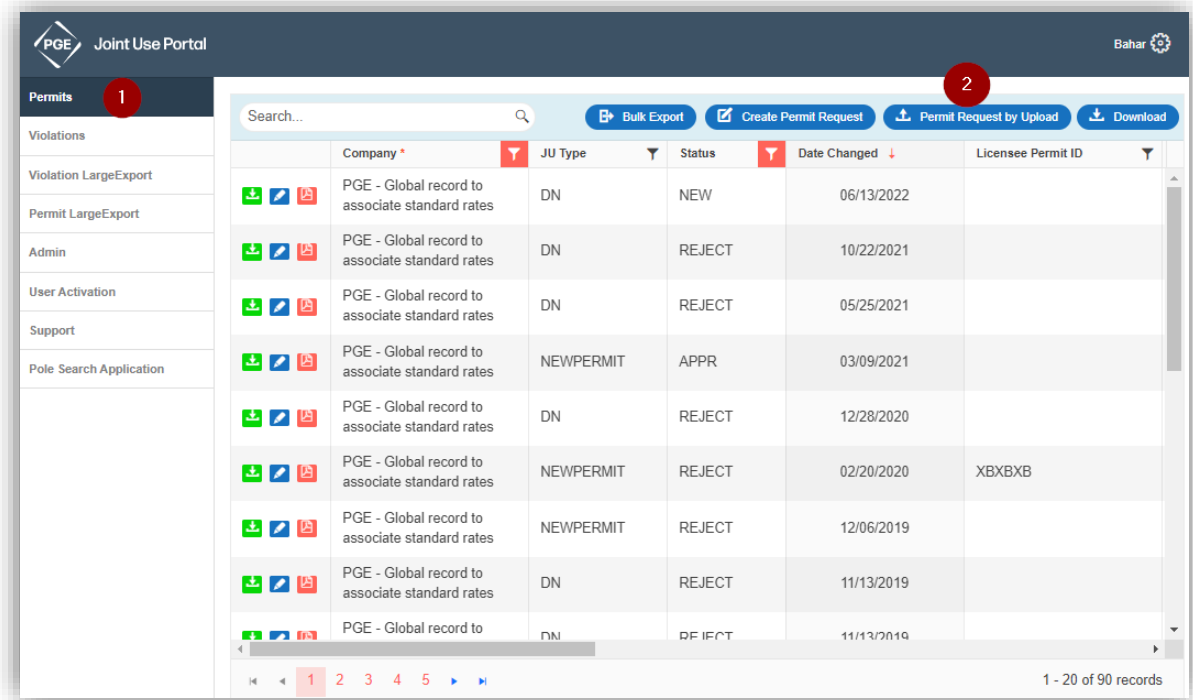 PGE Joint Use Portal
Bahar
Permits
1
Violations
Violation LargeExport
Permit LargeExport
Admin
User Activation
Support
Pole Search Application
2
Search...
Bulk Export
Create Permit Request
Permit Request by Upload
Download
Company * JU Type Status Date Changed ↓ Licensee Permit ID
PGE - Global record to
associate standard rates
DN NEW 06/13/2022
PGE - Global record to
associate standard rates
DN REJECT 10/22/2021
PGE - Global record to
associate standard rates
DN REJECT 05/25/2021
PGE - Global record to
associate standard rates
NEWPERMIT APPR 03/09/2021
PGE - Global record to
associate standard rates
DN REJECT 12/28/2020
PGE - Global record to
associate standard rates
NEWPERMIT REJECT 02/20/2020 XBXBXB
PGE - Global record to
associate standard rates
NEWPERMIT REJECT 12/06/2019
PGE - Global record to
associate standard rates
DN REJECT 11/13/2019
PGE - Global record to
DN REJECT 11/13/2019
1 2 3 4 5
1 - 20 of 90 records